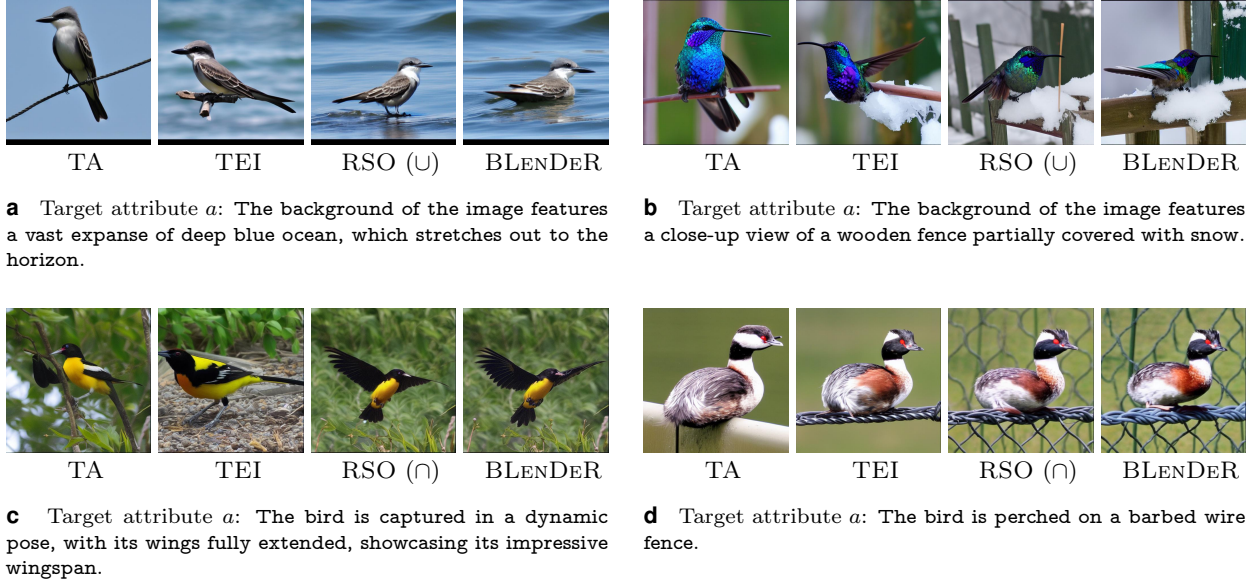 TA TEI RSO (∪) BLENDER
a Target attribute a: The background of the image features
a vast expanse of deep blue ocean, which stretches out to the
horizon.
TA TEI RSO (∪) BLENDER
b Target attribute a: The background of the image features
a close-up view of a wooden fence partially covered with snow.
TA TEI RSO (∩) BLENDER
c Target attribute a: The bird is captured in a dynamic
pose, with its wings fully extended, showcasing its impressive
wingspan.
TA TEI RSO (∩) BLENDER
d Target attribute a: The bird is perched on a barbed wire
fence.